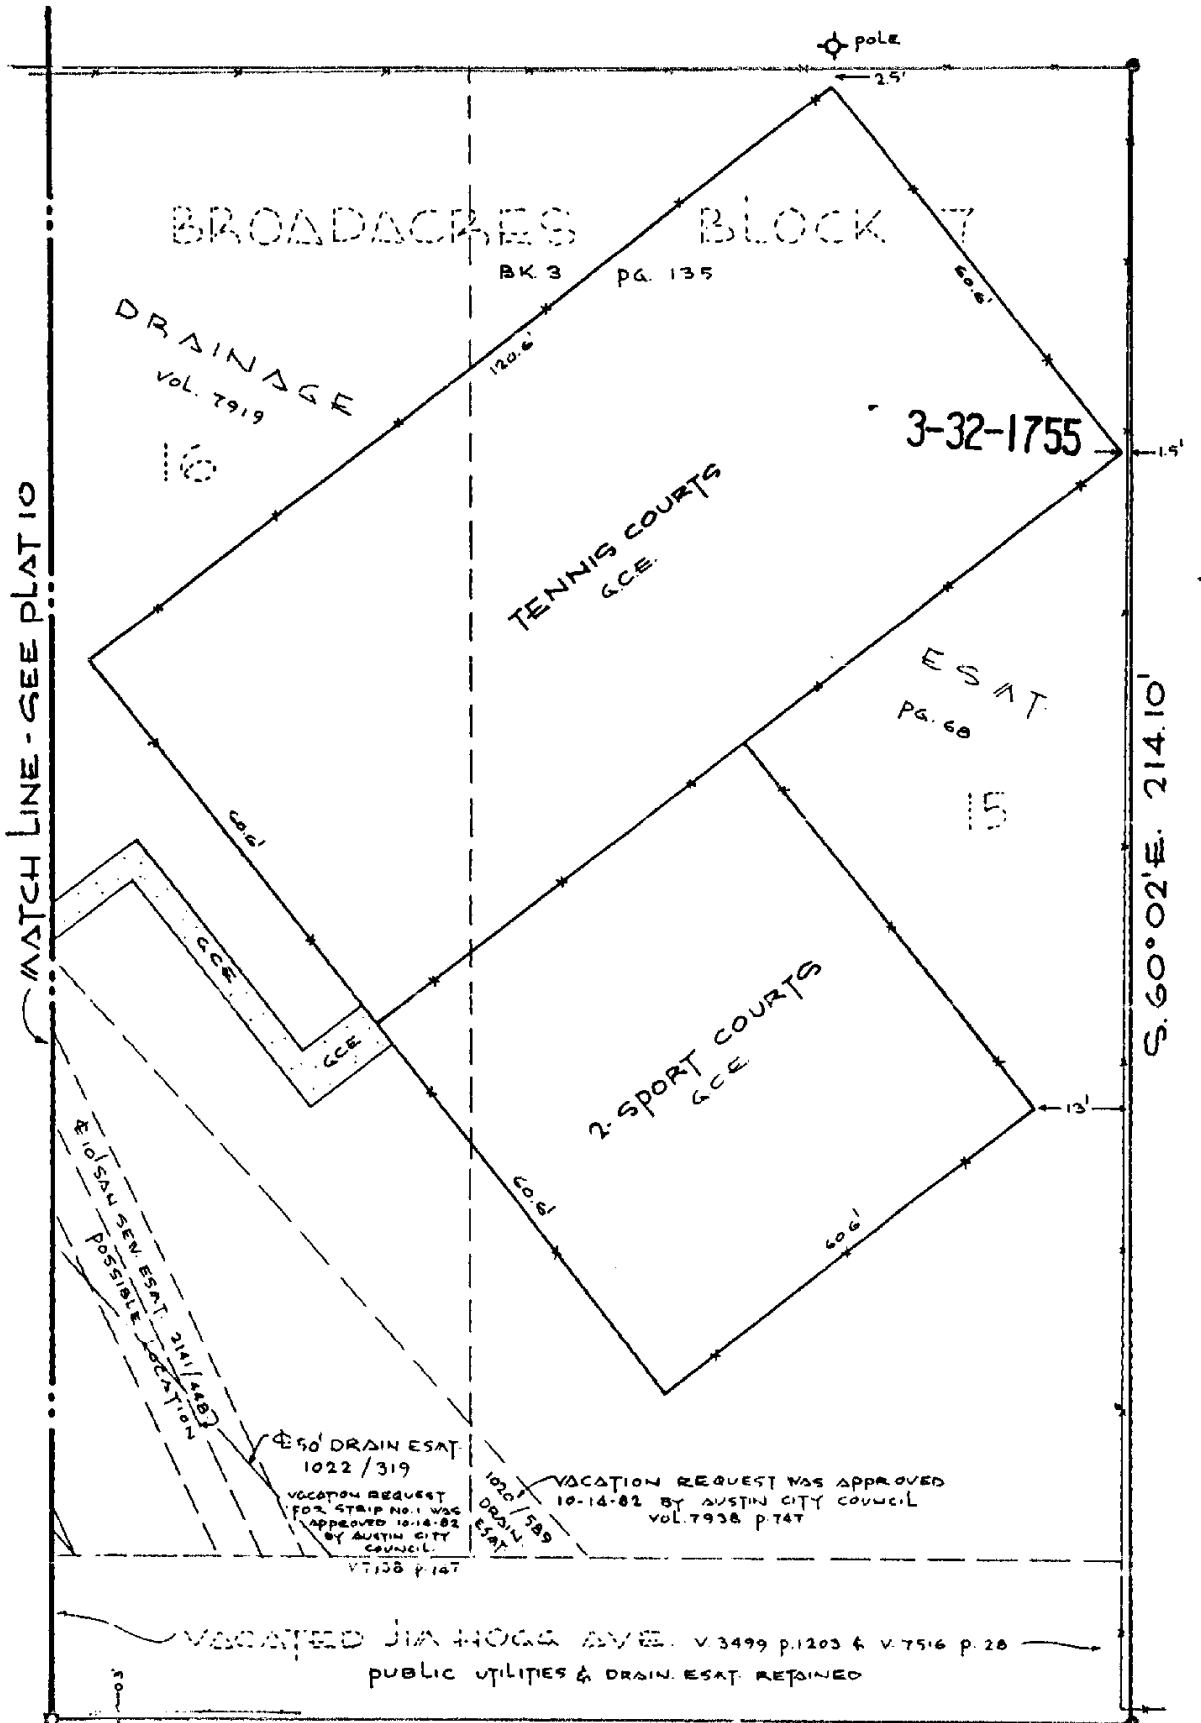 POLE
2.5'
BROADACRES BLOCK 7
BK. 3 PG. 135
60.6'
DRAINAGE
VOL. 7919
120.6'
16
3-32-1755
1.5'
TENNIS COURTS
G.C.E.
MATCH LINE - SEE PLAT 10
ESMT.
PG. 68
S. 60° 02' E. 214.10'
15
60.6'
GCE
GCE
2-SPORT COURTS
G.C.E.
13'
60.6'
60.6'
℄ 10' SAN SEW. ESMT. 2141/448
POSSIBLE LOCATION
℄ 50' DRAIN ESMT.
1022/319
VACATION REQUEST
FOR STRIP NO.1 WAS
APPROVED 10-14-82
BY AUSTIN CITY
COUNCIL.
1020/589
DRAIN
ESMT.
VACATION REQUEST WAS APPROVED
10-14-82 BY AUSTIN CITY COUNCIL
VOL. 7938 P. 747
VACATED JIM HOGG AVE. V. 3499 P. 1203 & V. 7516 P. 28
PUBLIC UTILITIES & DRAIN. ESMT. RETAINED